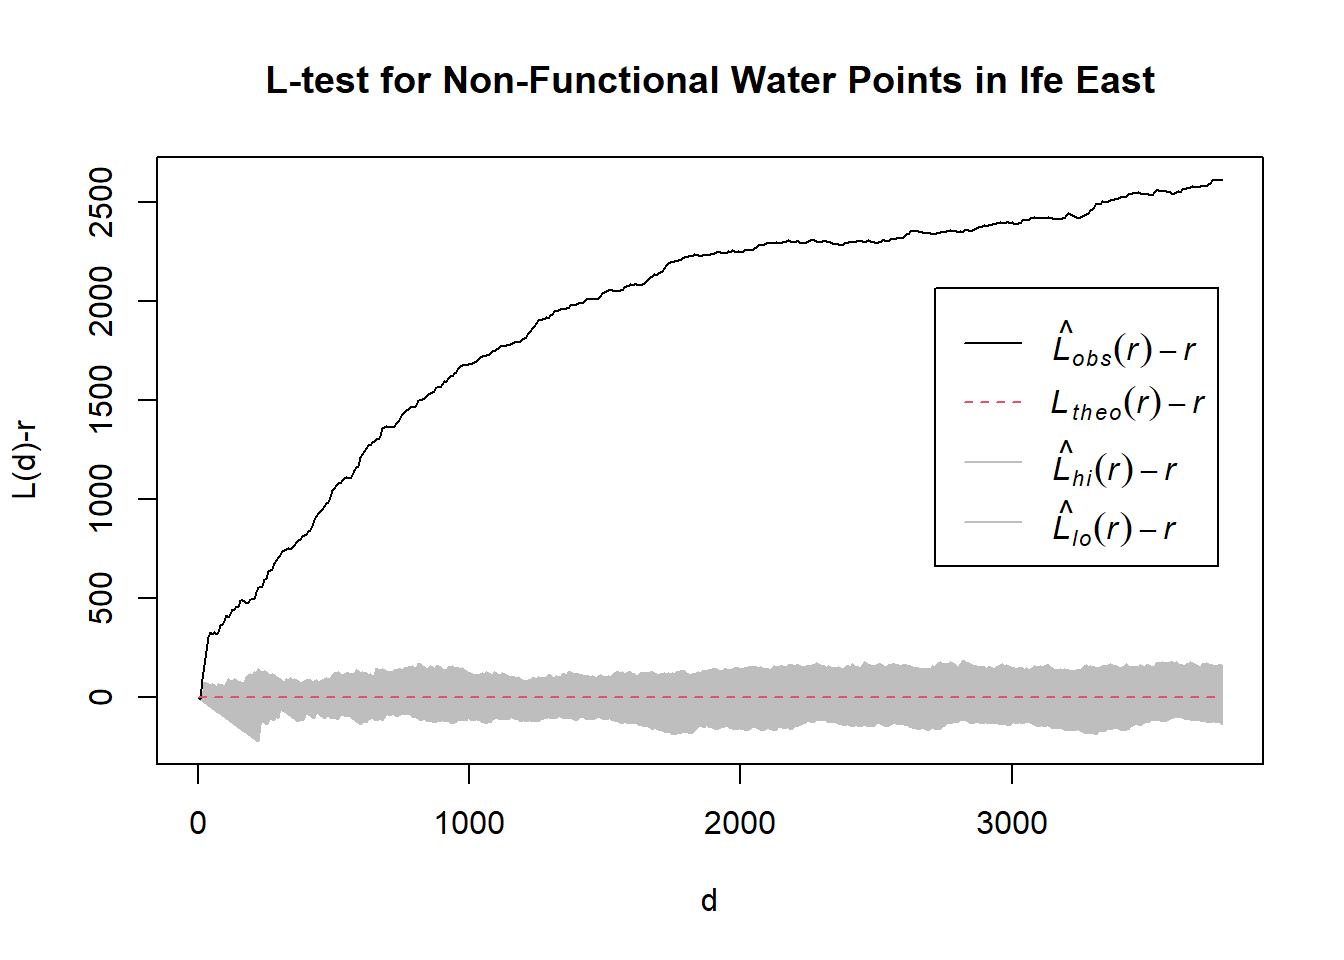 L-test for Non-Functional Water Points in Ife East
L(d)-r
2500
2000
1500
1000
500
0
L̂obs(r) − r
Ltheo(r) − r
L̂hi(r) − r
L̂lo(r) − r
0 1000 2000 3000
d